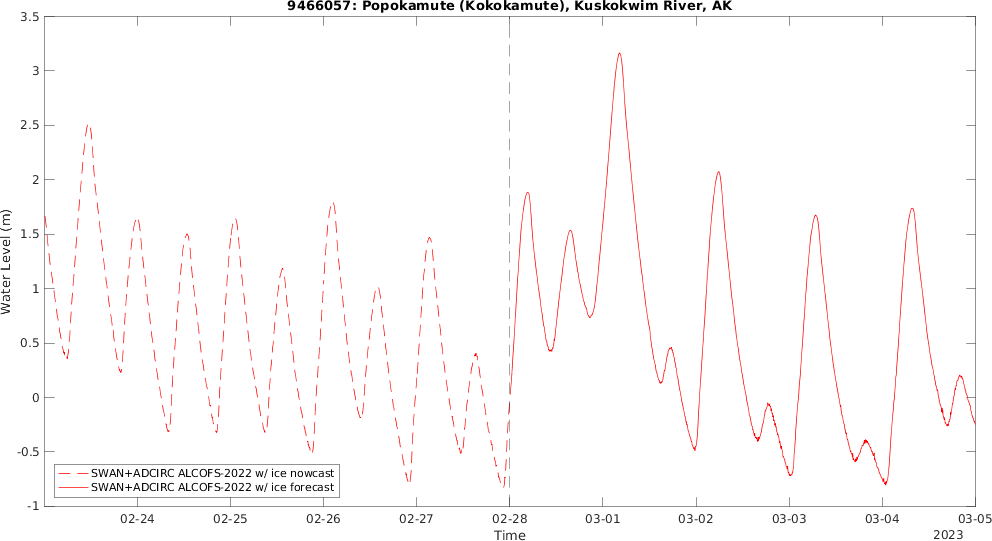 9466057: Popokamute (Kokokamute), Kuskokwim River, AK
3.5
3
2.5
2
1.5
1
0.5
0
-0.5
-1
Water Level (m)
SWAN+ADCIRC ALCOFS-2022 w/ ice nowcast
SWAN+ADCIRC ALCOFS-2022 w/ ice forecast
02-24 02-25 02-26 02-27 02-28 03-01 03-02 03-03 03-04 03-05
Time
2023